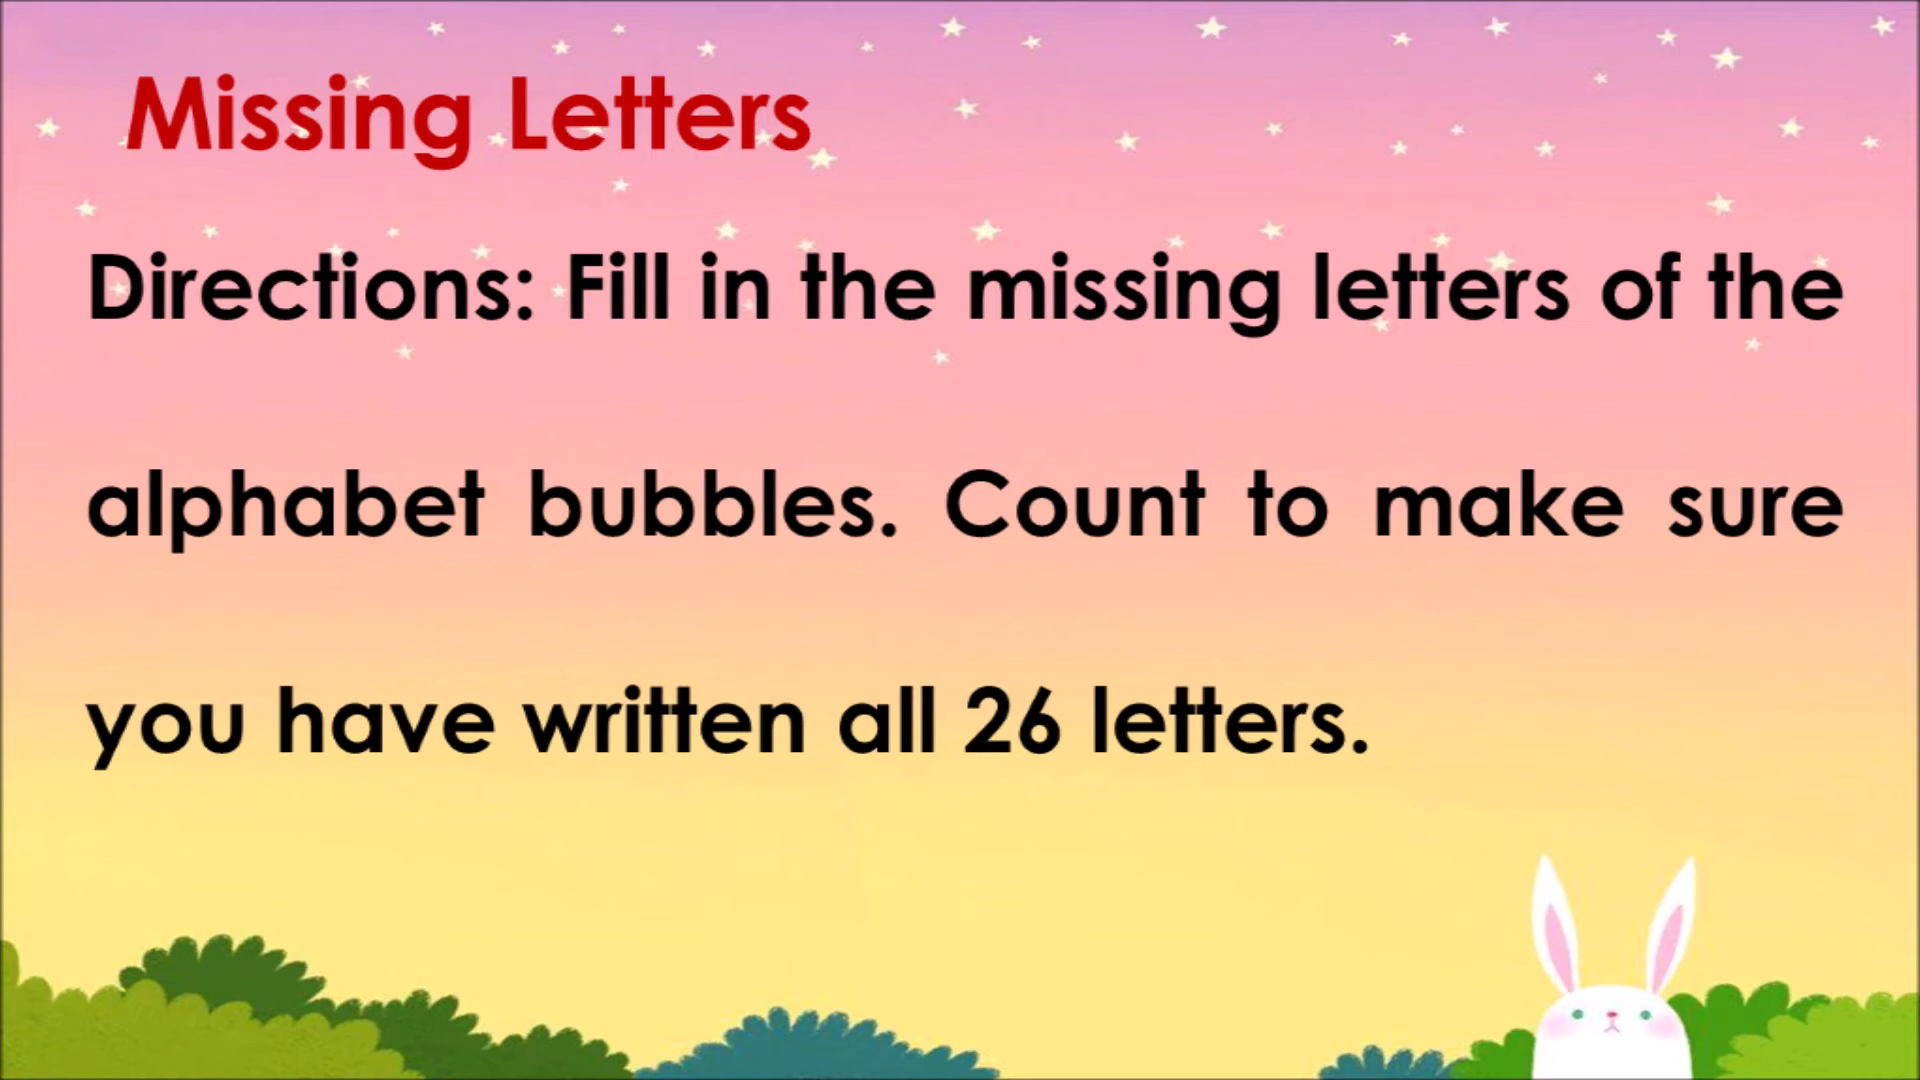 Missing Letters
Directions: Fill in the missing letters of the
alphabet bubbles. Count to make sure
you have written all 26 letters.